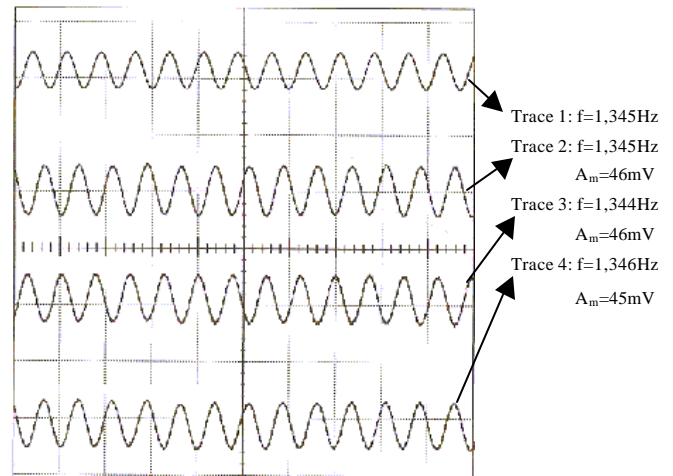 Trace 1: f=1,345Hz
Trace 2: f=1,345Hz
Am=46mV
Trace 3: f=1,344Hz
Am=46mV
Trace 4: f=1,346Hz
Am=45mV